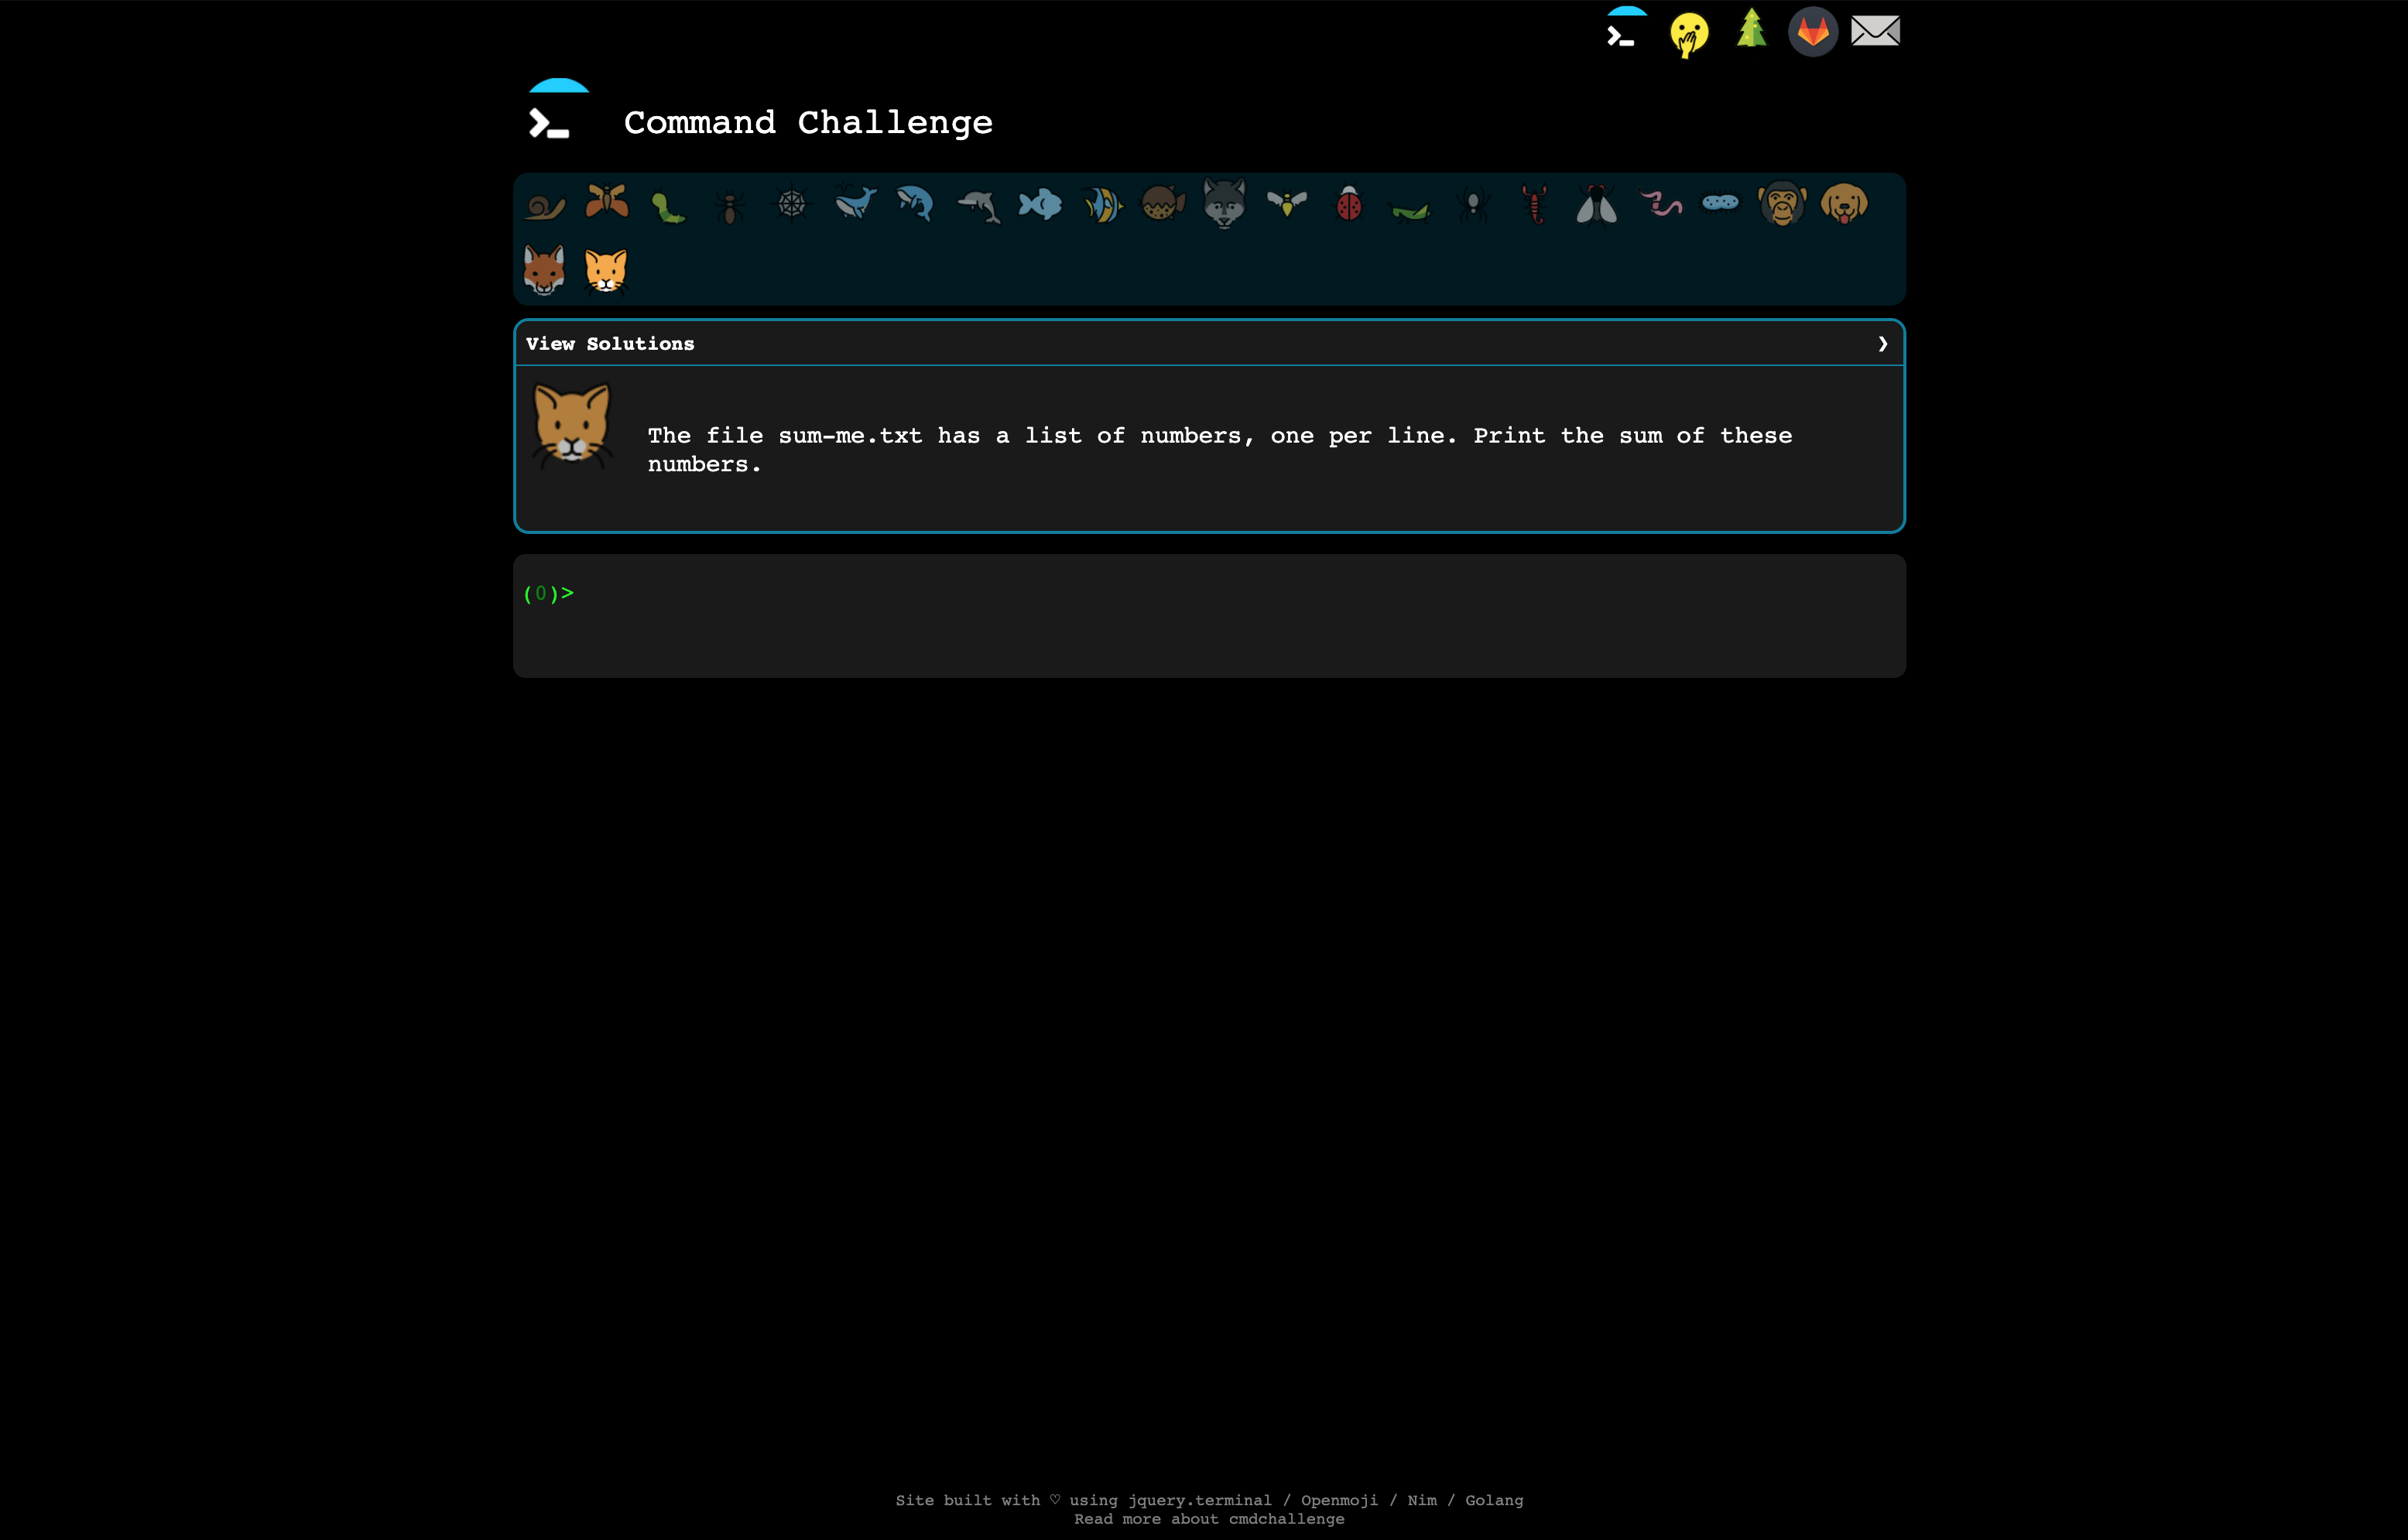 Command Challenge
View Solutions ❯
The file sum-me.txt has a list of numbers, one per line. Print the sum of these
numbers.
(0)>
Site built with ♡ using jquery.terminal / Openmoji / Nim / Golang
Read more about cmdchallenge